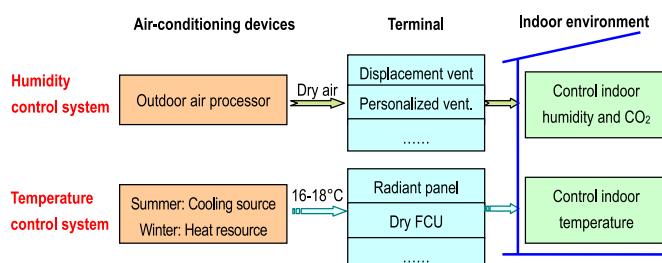 Air-conditioning devices
Terminal
Indoor environment
Humidity
control system
Outdoor air processor
Dry air
Displacement vent
Personalized vent.
......
Control indoor
humidity and CO₂
Temperature
control system
Summer: Cooling source
Winter: Heat resource
16-18°C
Radiant panel
Dry FCU
......
Control indoor
temperature